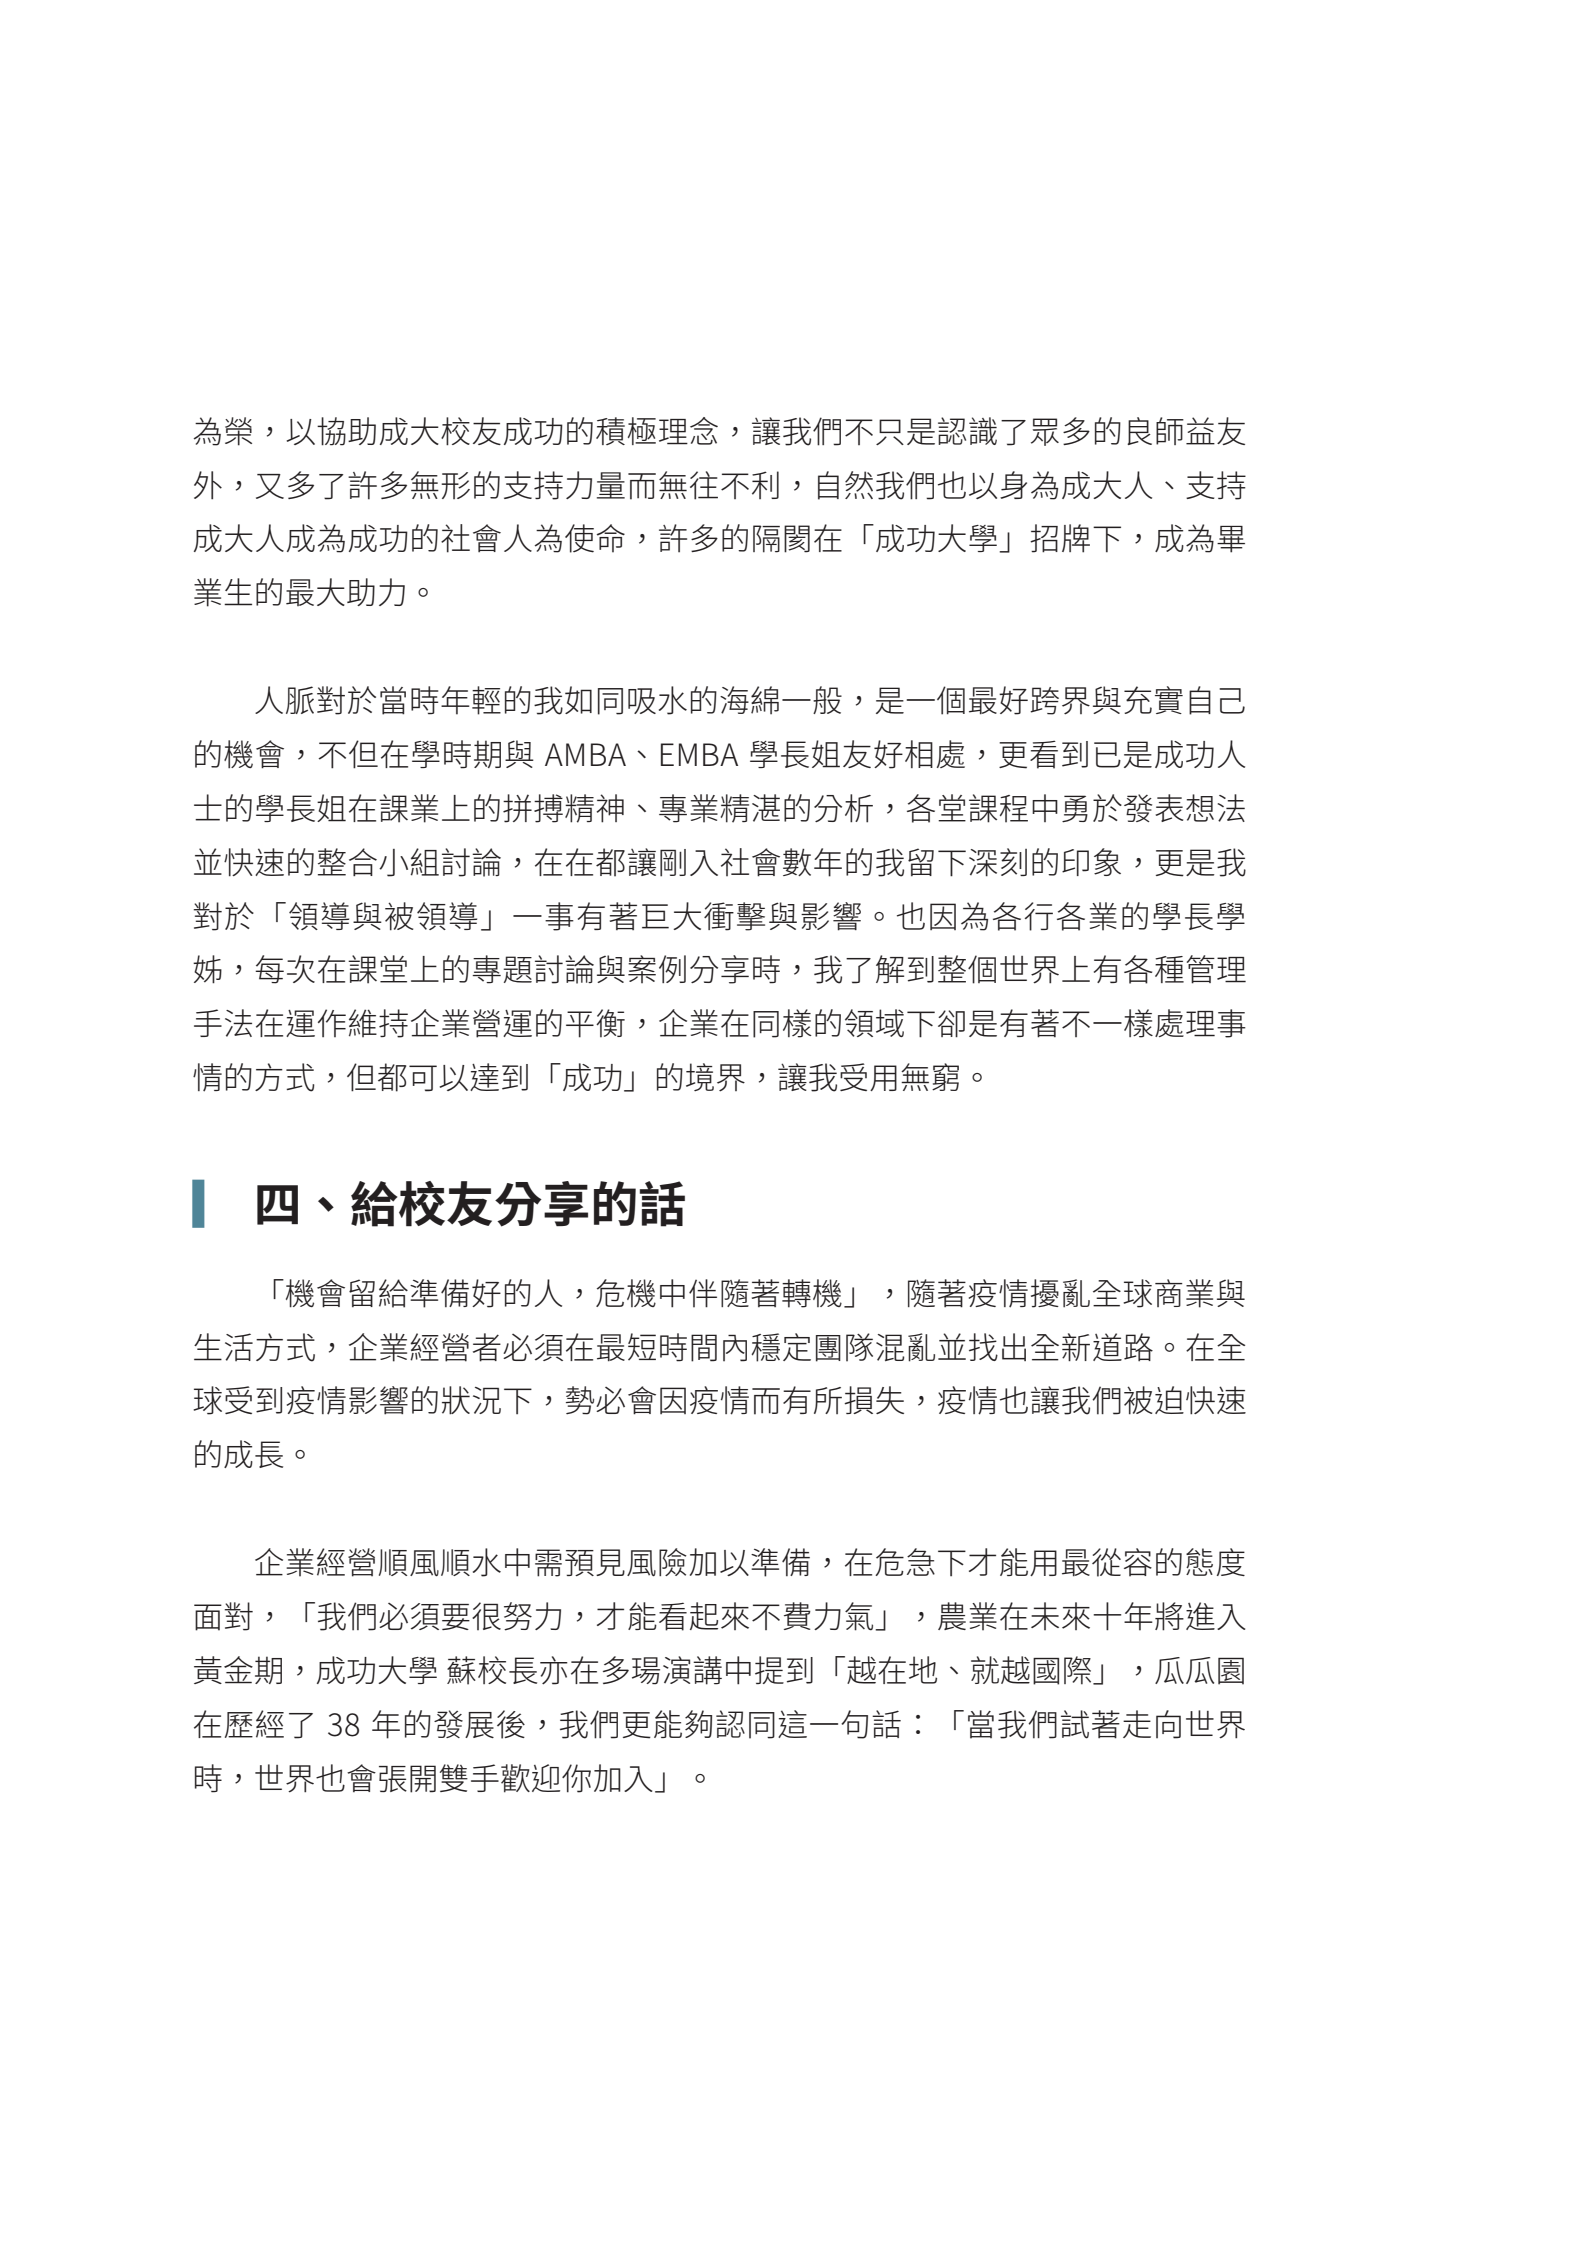 為榮，以協助成大校友成功的積極理念，讓我們不只是認識了眾多的良師益友
外，又多了許多無形的支持力量而無往不利，自然我們也以身為成大人、支持
成大人成為成功的社會人為使命，許多的隔閡在「成功大學」招牌下，成為畢
業生的最大助力。
人脈對於當時年輕的我如同吸水的海綿一般，是一個最好跨界與充實自己
的機會，不但在學時期與 AMBA、EMBA 學長姐友好相處，更看到已是成功人
士的學長姐在課業上的拼搏精神、專業精湛的分析，各堂課程中勇於發表想法
並快速的整合小組討論，在在都讓剛入社會數年的我留下深刻的印象，更是我
對於「領導與被領導」一事有著巨大衝擊與影響。也因為各行各業的學長學
姊，每次在課堂上的專題討論與案例分享時，我了解到整個世界上有各種管理
手法在運作維持企業營運的平衡，企業在同樣的領域下卻是有著不一樣處理事
情的方式，但都可以達到「成功」的境界，讓我受用無窮。
四、給校友分享的話
「機會留給準備好的人，危機中伴隨著轉機」，隨著疫情擾亂全球商業與
生活方式，企業經營者必須在最短時間內穩定團隊混亂並找出全新道路。在全
球受到疫情影響的狀況下，勢必會因疫情而有所損失，疫情也讓我們被迫快速
的成長。
企業經營順風順水中需預見風險加以準備，在危急下才能用最從容的態度
面對，「我們必須要很努力，才能看起來不費力氣」，農業在未來十年將進入
黃金期，成功大學 蘇校長亦在多場演講中提到「越在地、就越國際」，瓜瓜園
在歷經了 38 年的發展後，我們更能夠認同這一句話：「當我們試著走向世界
時，世界也會張開雙手歡迎你加入」。